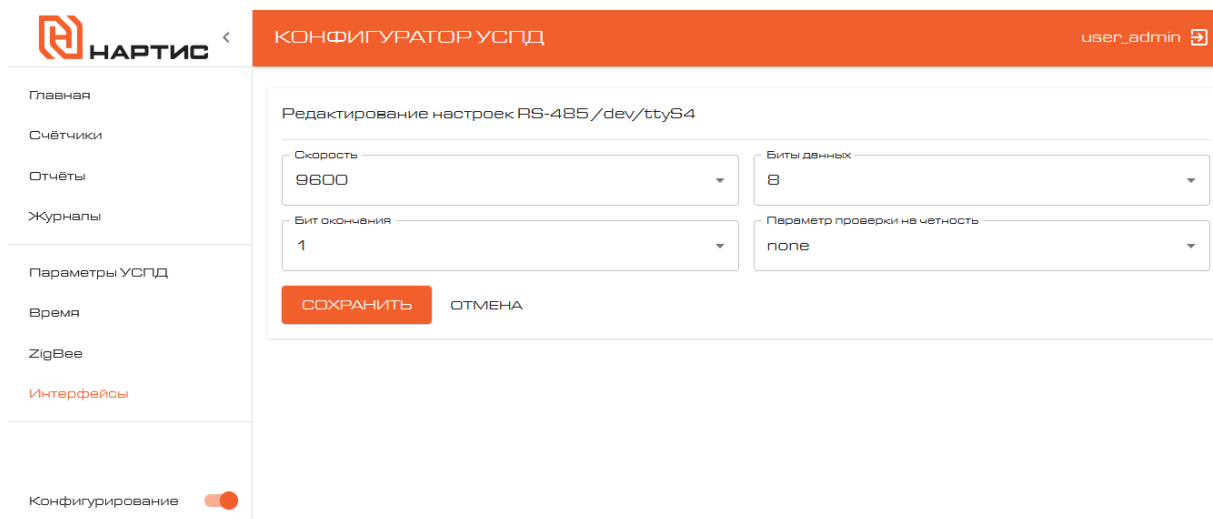 НАРТИС
КОНФИГУРАТОР УСПД
user_admin
Главная
Счётчики
Отчёты
Журналы
Параметры УСПД
Время
ZigBee
Интерфейсы
Конфигурирование
Редактирование настроек RS-485 /dev/ttyS4
Скорость
9600
Биты данных
8
Бит окончания
1
Параметр проверки на четность
none
СОХРАНИТЬ
ОТМЕНА